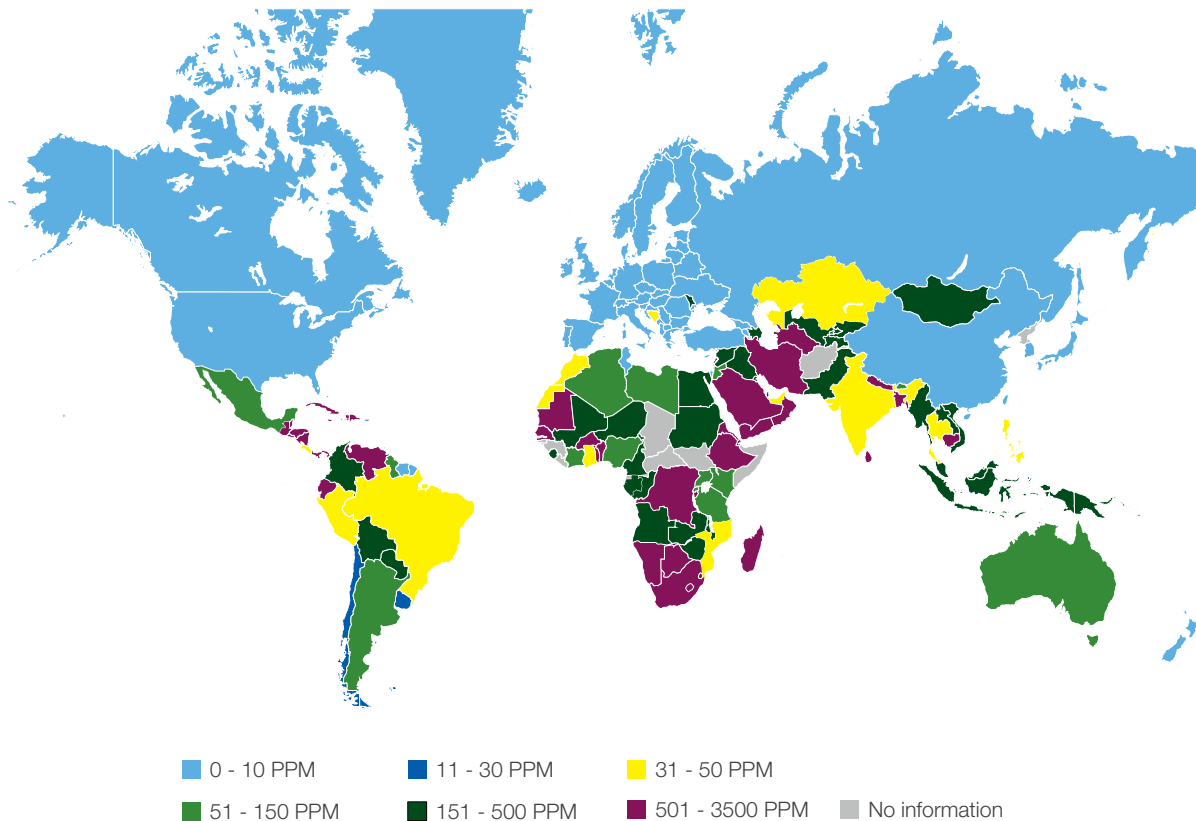 0 - 10 PPM
11 - 30 PPM
31 - 50 PPM
51 - 150 PPM
151 - 500 PPM
501 - 3500 PPM
No information